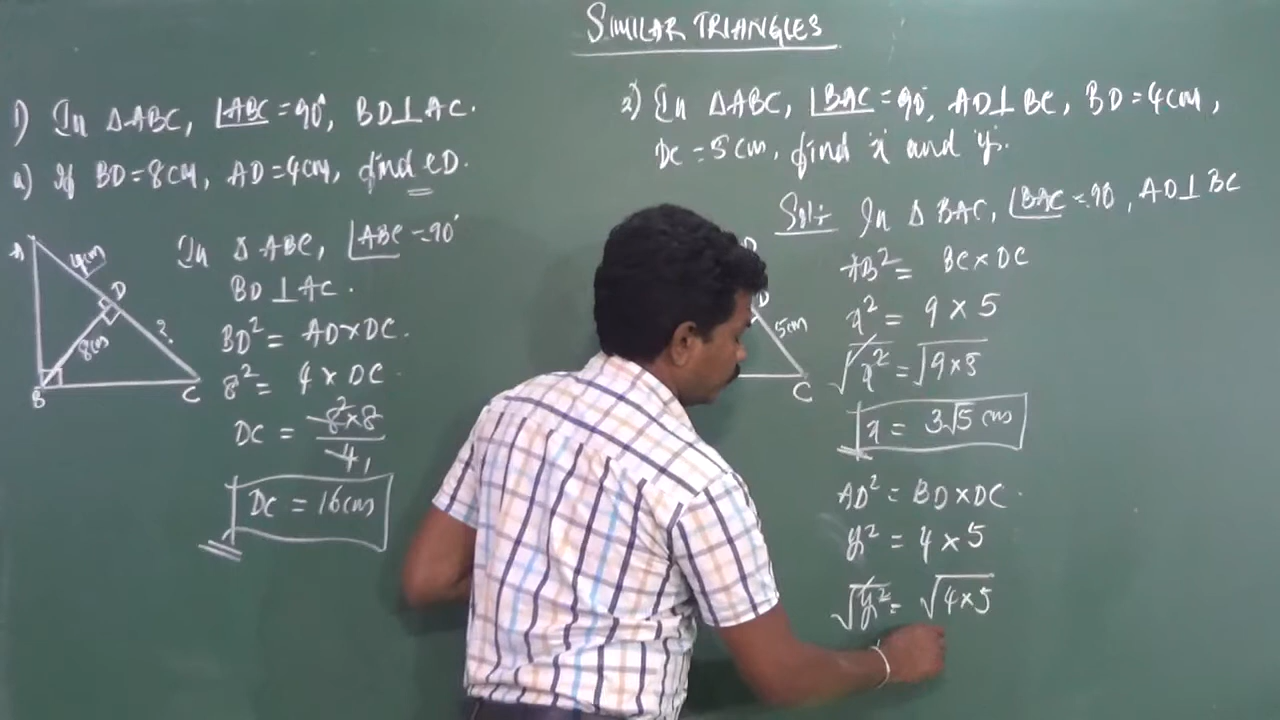 SIMILAR TRIANGLES
1) In ΔABC, ∠ABC = 90°, BD⊥AC.
a) If BD = 8cm, AD = 4cm, find CD.
A
4cm
D
8cm
?
B
C
In ΔABC, ∠ABC = 90°
BD⊥AC.
BD² = AD×DC.
8² = 4 × DC.
DC = 8×8/4
2
1
DC = 16cm
2) In ΔABC, ∠BAC = 90°, AD⊥BC, BD = 4cm,
DC = 5cm, find x and y.
Sol:- In ΔBAC, ∠BAC = 90, AD⊥BC
B
D
5cm
C
AB² = BC×DC
x² = 9×5
√x² = √9×5
x = 3√5 cm
AD² = BD×DC.
y² = 4×5
√y² = √4×5